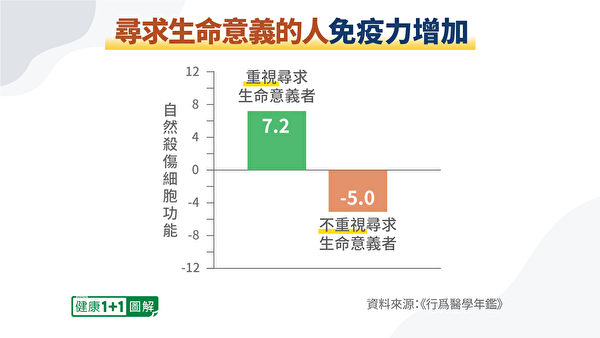 尋求生命意義的人免疫力增加
12
8
4
0
-4
-8
-12
自然殺傷細胞功能
重視尋求
生命意義者
7.2
-5.0
不重視尋求
生命意義者
健康1+1圖解
資料來源:《行爲醫學年鑑》